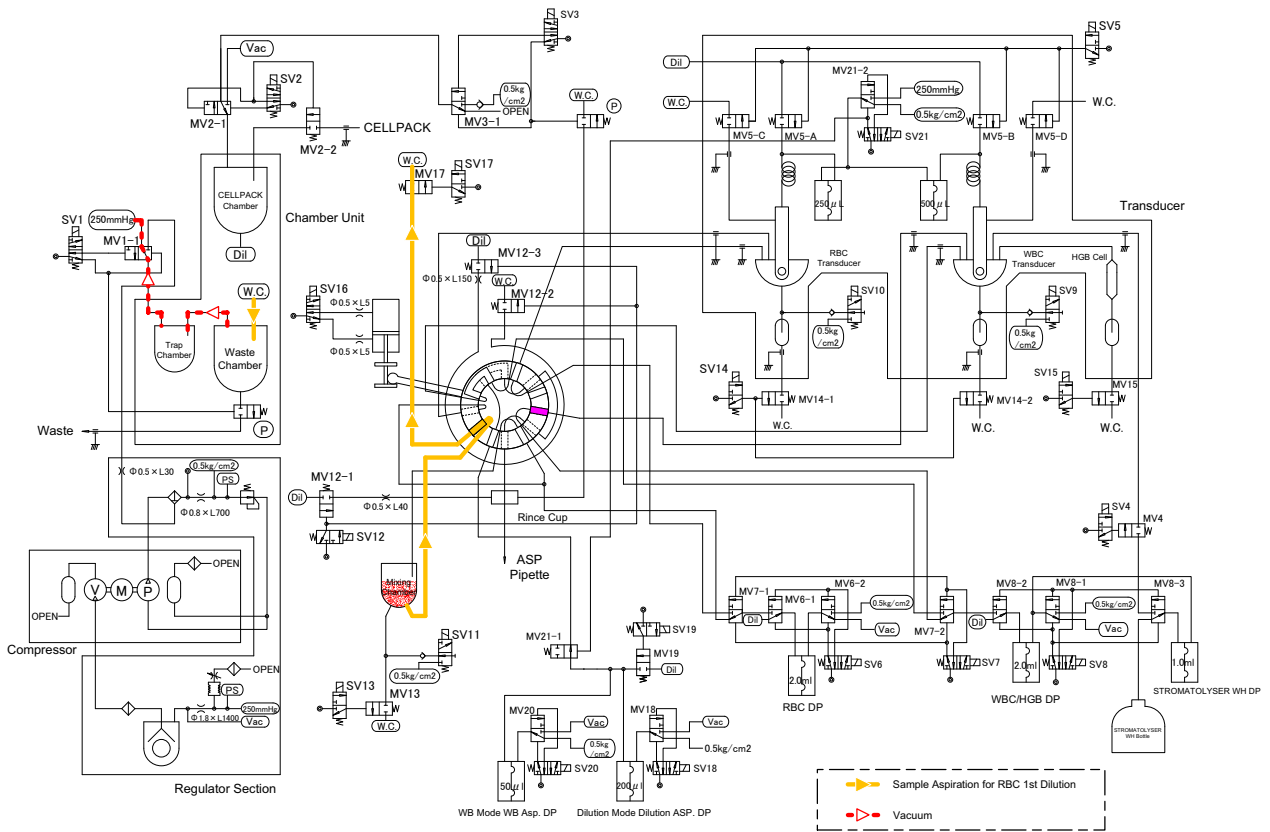 SV3
Vac
SV2
0.5kg
/cm2
OPEN
MV2-1
MV2-2
MV3-1
CELLPACK
W.C.
P
Dil
W.C.
MV21-2
250mmHg
0.5kg/cm2
SV21
SV5
W.C.
MV5-C
MV5-A
MV5-B
MV5-D
CELLPACK
Chamber
Dil
Chamber Unit
W.C.
SV17
MV17
250μL
500μL
Transducer
SV1
250mmHg
MV1-1
W.C.
Trap
Chamber
Waste
Chamber
Waste
P
Dil
MV12-3
Φ0.5×L150
W.C.
MV12-2
SV16
Φ0.5×L5
Φ0.5×L5
RBC
Transducer
WBC
Transducer
HGB Cell
SV10
0.5kg
/cm2
SV9
0.5kg
/cm2
SV14
MV14-1
W.C.
MV14-2
W.C.
SV15
MV15
W.C.
Φ0.5×L30
0.5kg/cm2
PS
Φ0.8×L700
MV12-1
Dil
Φ0.5×L40
SV12
Rince Cup
ASP
Pipette
OPEN
V
M
P
OPEN
Compressor
Mixing
Chamber
SV11
0.5kg/cm2
SV13
MV13
W.C.
OPEN
PS
250mmHg
Vac
Φ1.8×L1400
Regulator Section
SV19
MV19
Dil
MV21-1
MV20
Vac
0.5kg
/cm2
SV20
50μl
WB Mode WB Asp. DP
MV18
Vac
0.5kg/cm2
SV18
200μl
Dilution Mode Dilution ASP. DP
MV7-1
MV6-1
MV6-2
Dil
0.5kg/cm2
Vac
SV6
2.0ml
RBC DP
MV7-2
SV7
SV4
MV4
MV8-2
MV8-1
MV8-3
Dil
0.5kg/cm2
Vac
SV8
2.0ml
WBC/HGB DP
1.0ml
STROMATOLYSER WH DP
STROMATOLYSER
WH Bottle
Sample Aspiration for RBC 1st Dilution
Vacuum